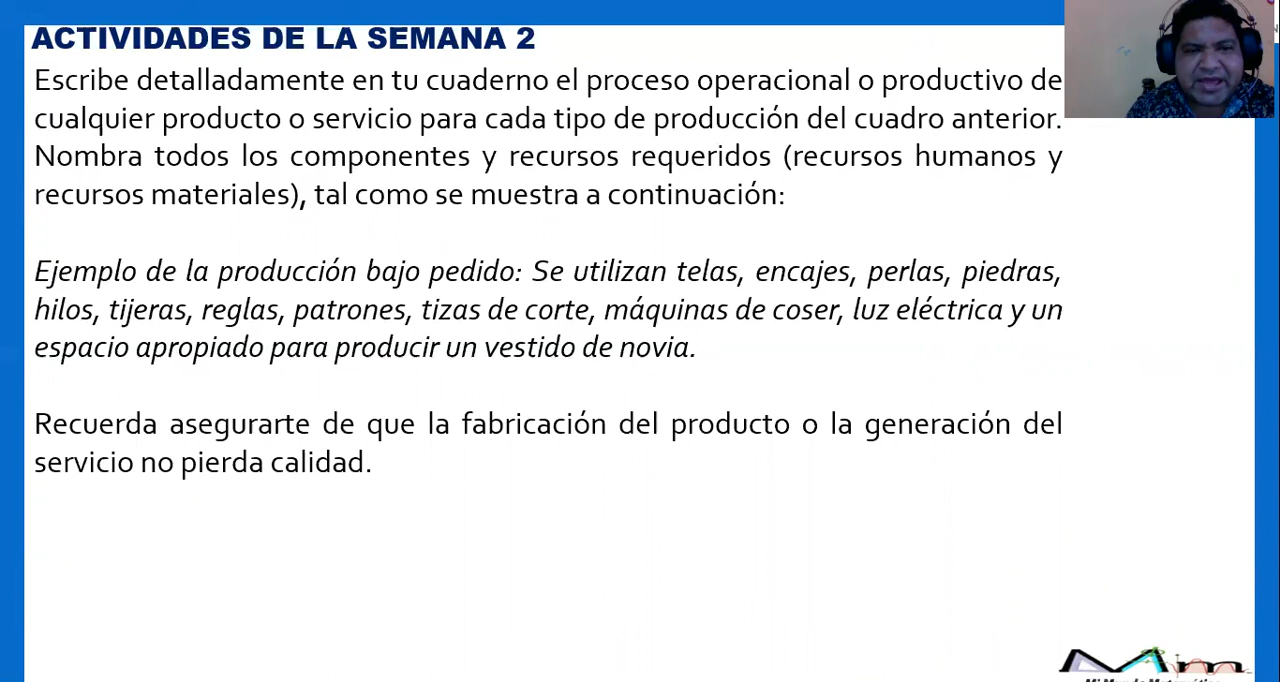 ACTIVIDADES DE LA SEMANA 2
Escribe detalladamente en tu cuaderno el proceso operacional o productivo de
cualquier producto o servicio para cada tipo de producción del cuadro anterior.
Nombra todos los componentes y recursos requeridos (recursos humanos y
recursos materiales), tal como se muestra a continuación:
Ejemplo de la producción bajo pedido: Se utilizan telas, encajes, perlas, piedras,
hilos, tijeras, reglas, patrones, tizas de corte, máquinas de coser, luz eléctrica y un
espacio apropiado para producir un vestido de novia.
Recuerda asegurarte de que la fabricación del producto o la generación del
servicio no pierda calidad.